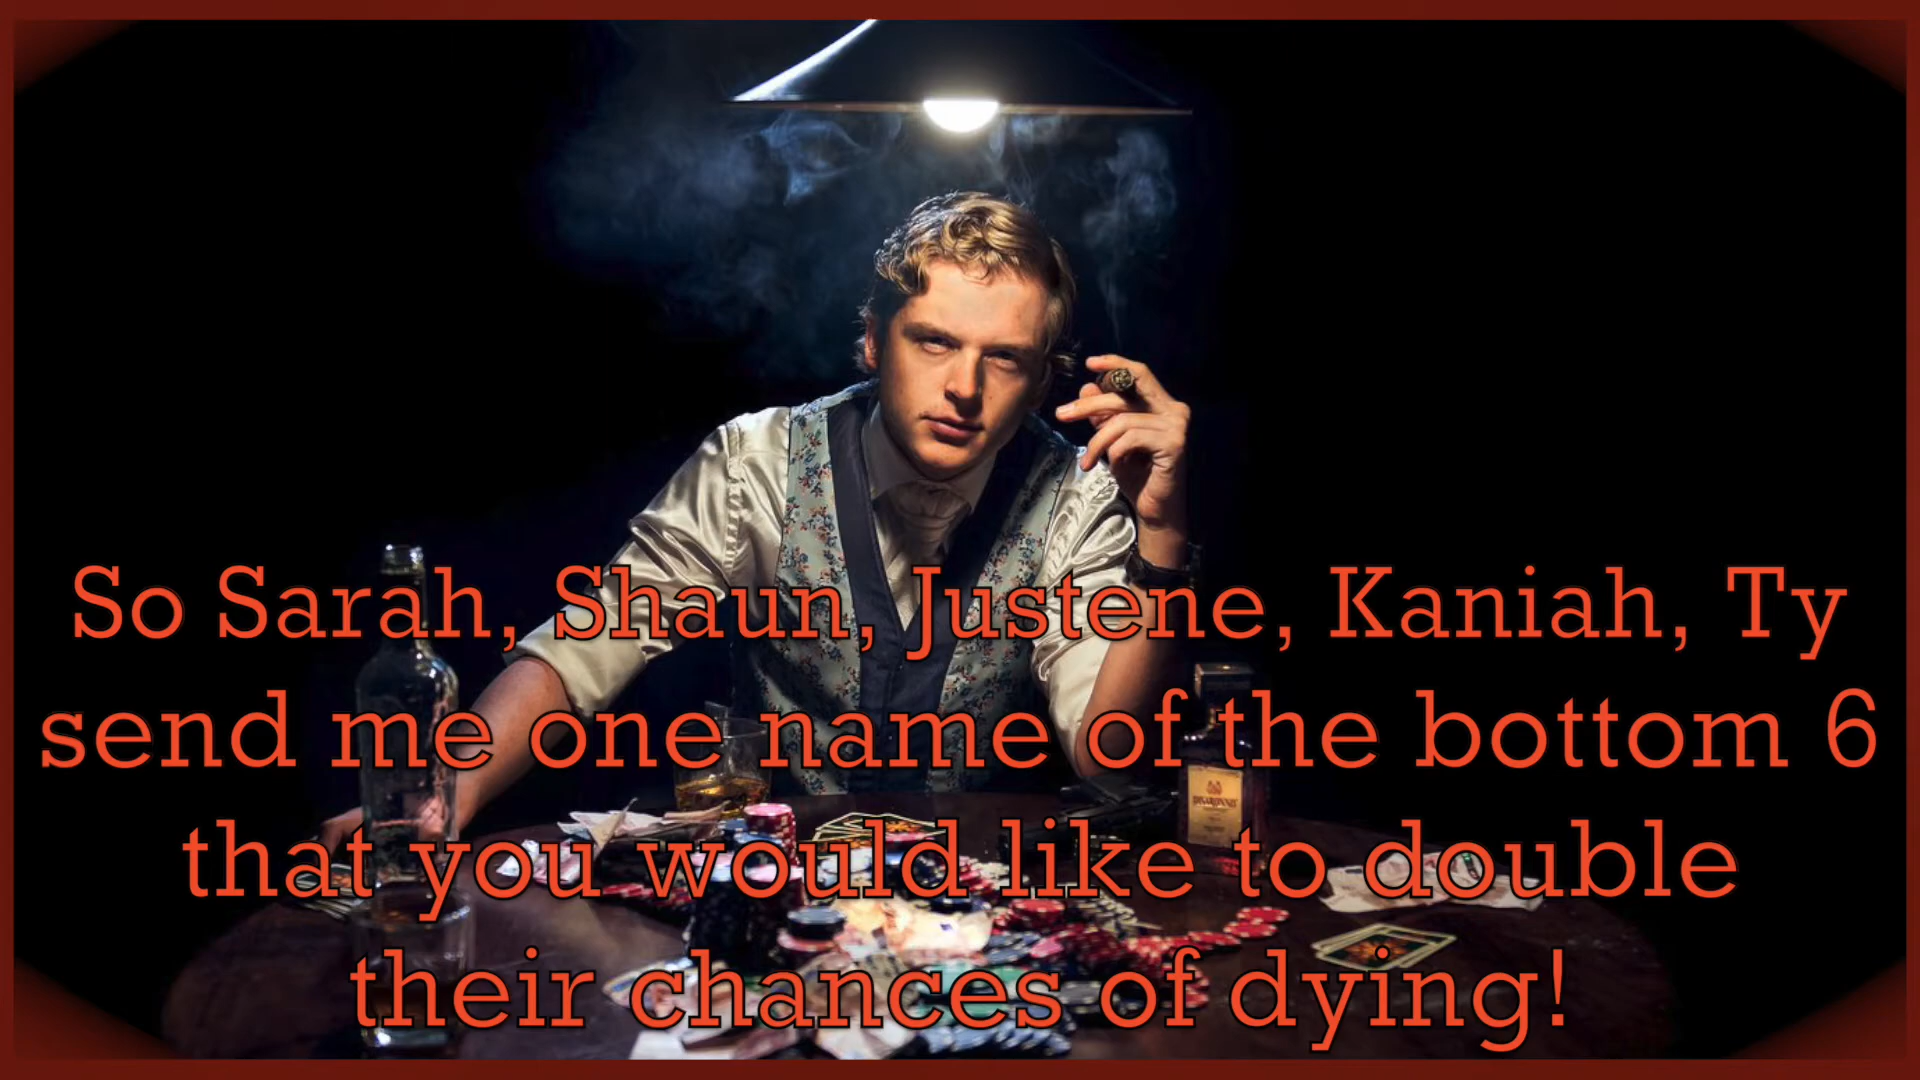 So Sarah, Shaun, Justene, Kaniah, Ty
send me one name of the bottom 6
that you would like to double
their chances of dying!
DISARONNO